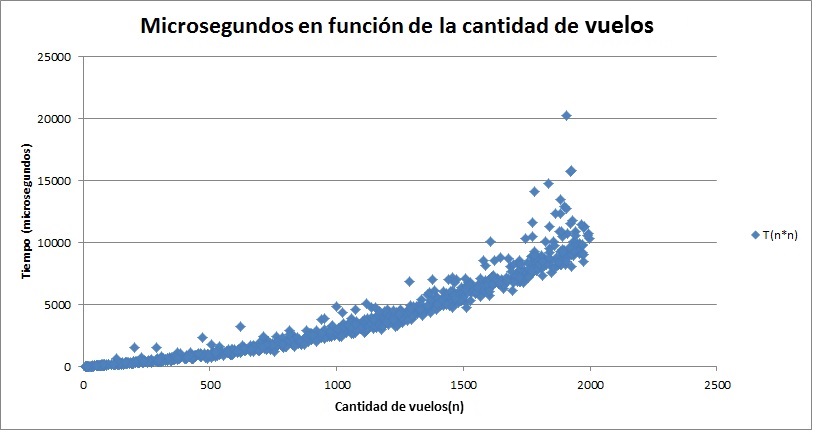 Microsegundos en función de la cantidad de vuelos
25000
20000
15000
10000
5000
0
Tiempo (microsegundos)
0 500 1000 1500 2000 2500
Cantidad de vuelos(n)
T(n*n)